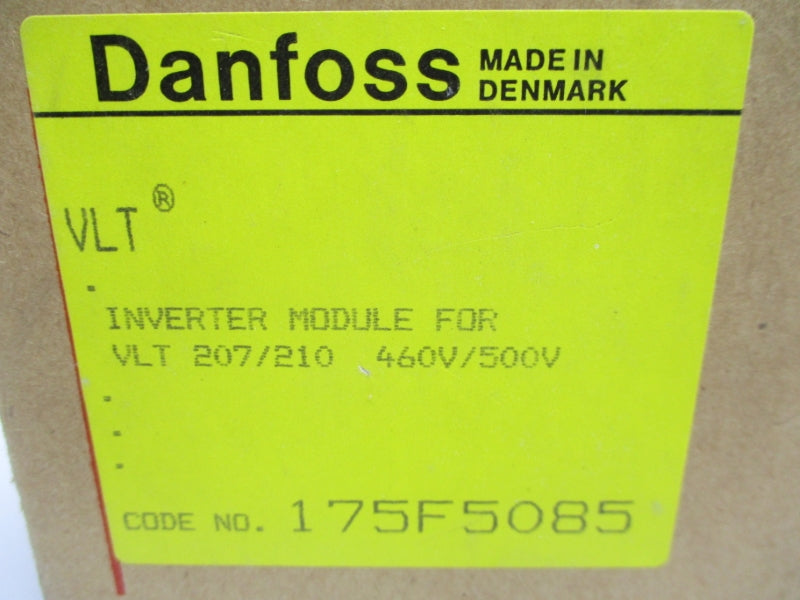 Danfoss MADE IN DENMARK
VLT®
.
INVERTER MODULE FOR
VLT 207/210 460V/500V
.
.
.
CODE NO. 175F5085